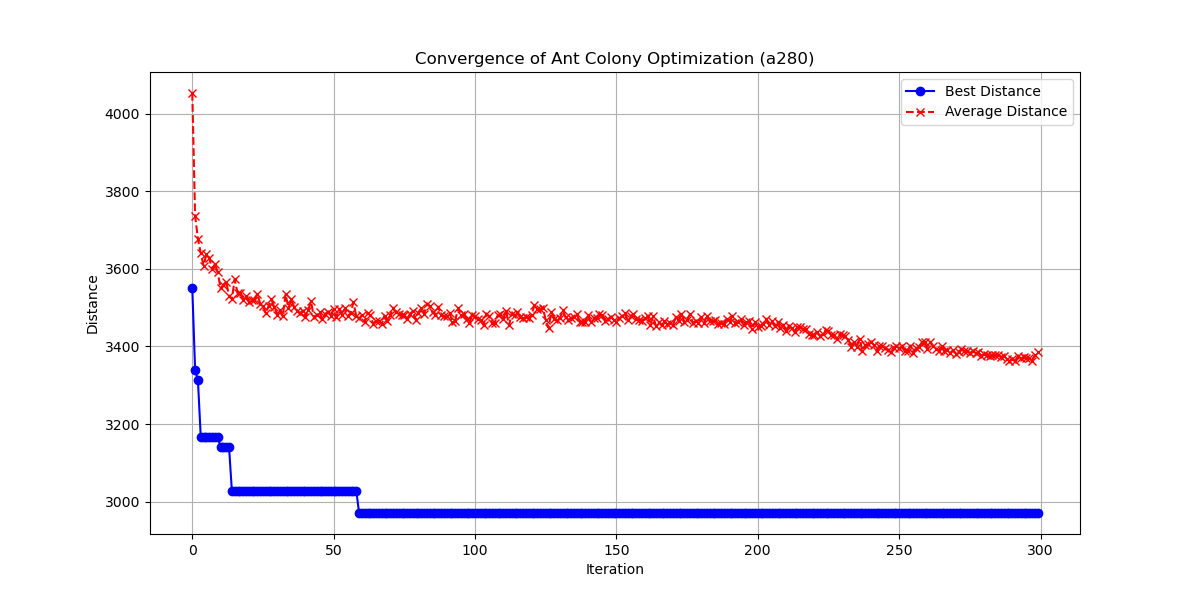 Convergence of Ant Colony Optimization (a280)
Best Distance
Average Distance
4000
3800
3600
3400
3200
3000
Distance
0 50 100 150 200 250 300
Iteration